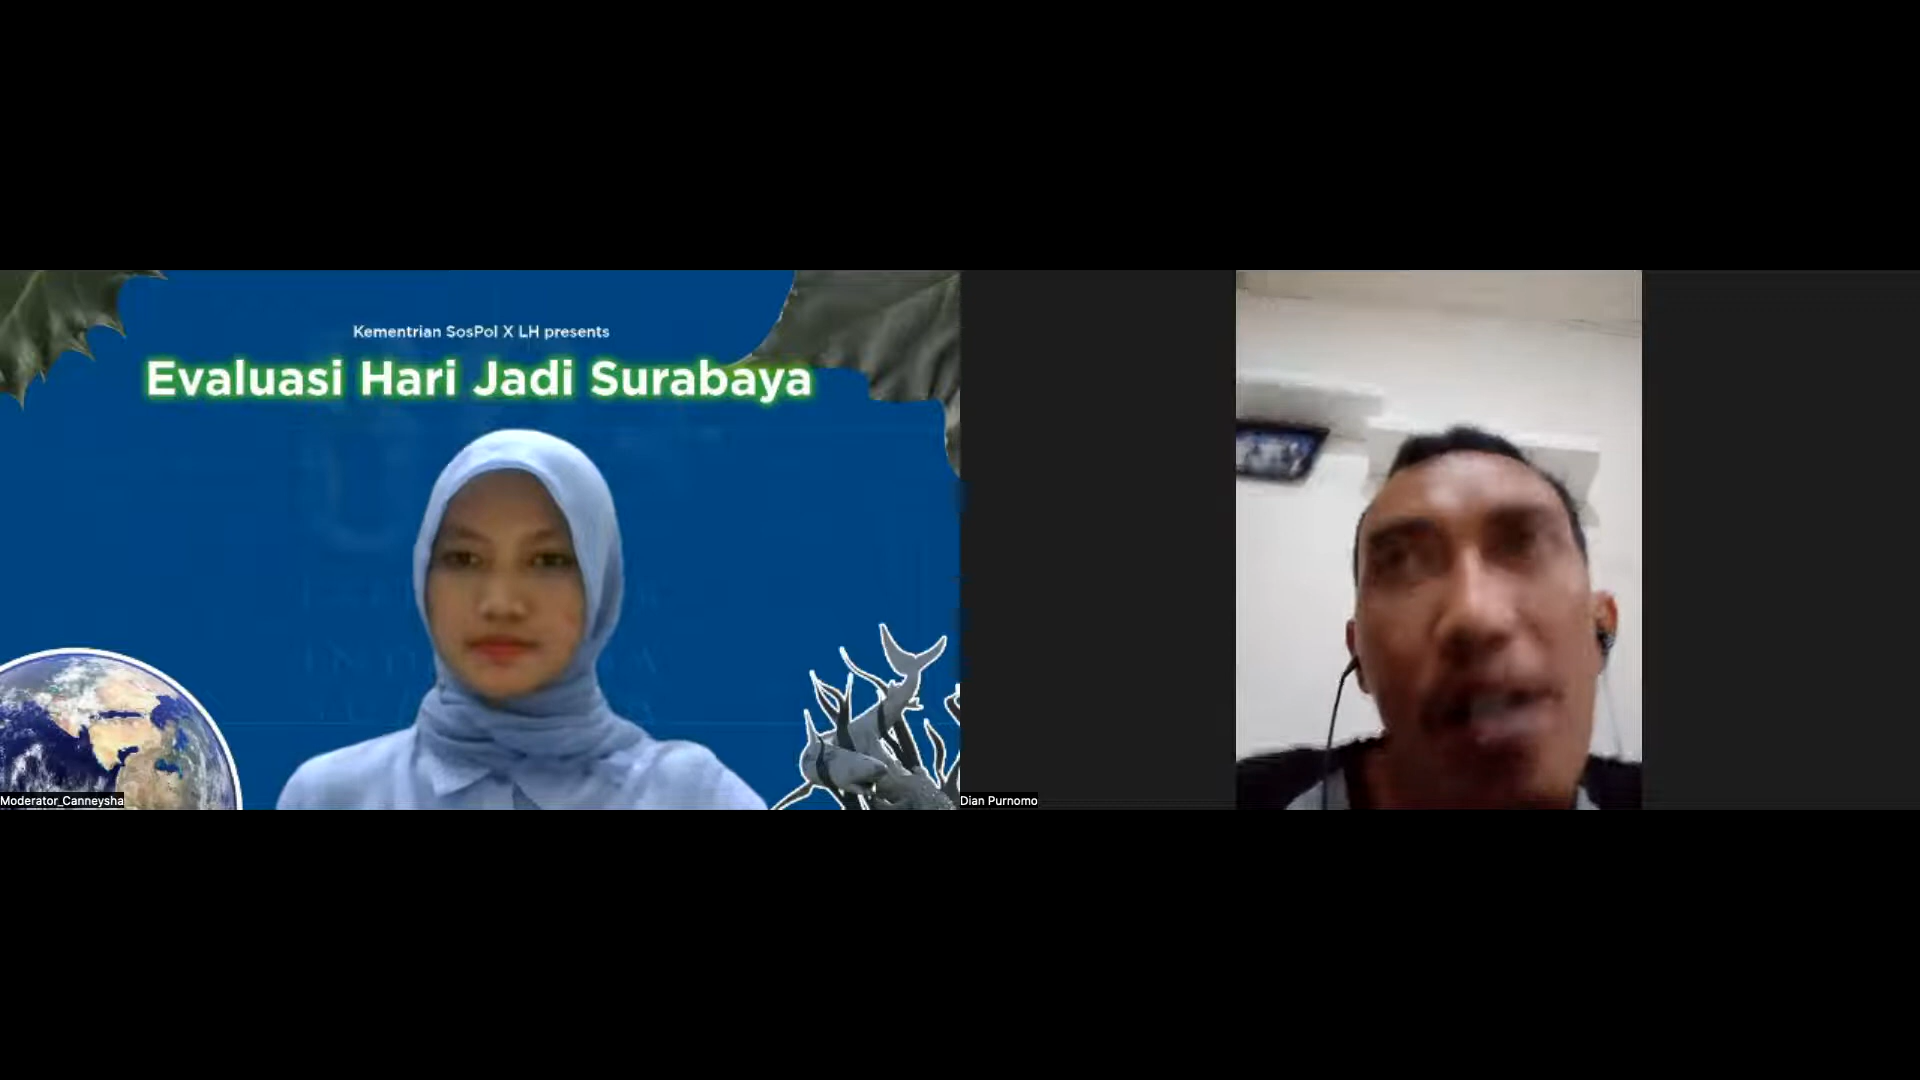 Kementrian SosPol X LH presents
Evaluasi Hari Jadi Surabaya
Moderator_Canneysha
Dian Purnomo